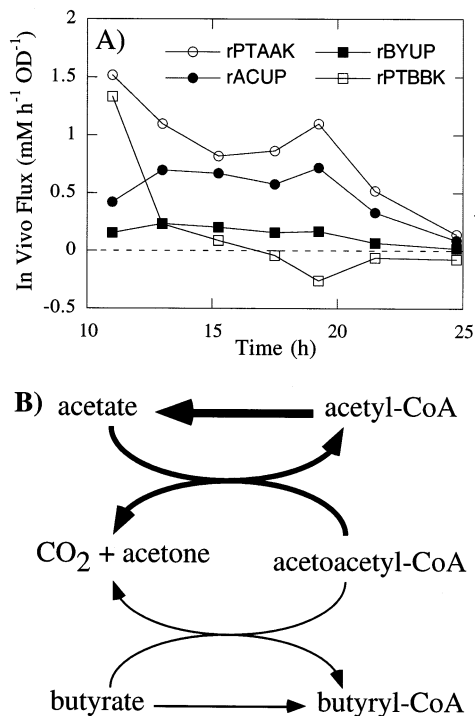 A)
rPTAAK
rBYUP
rACUP
rPTBBK
In Vivo Flux (mM h⁻¹ OD⁻¹)
2
1.5
1
0.5
0
-0.5
10 15 20 25
Time (h)
B)
acetate acetyl-CoA
CO₂ + acetone acetoacetyl-CoA
butyrate butyryl-CoA